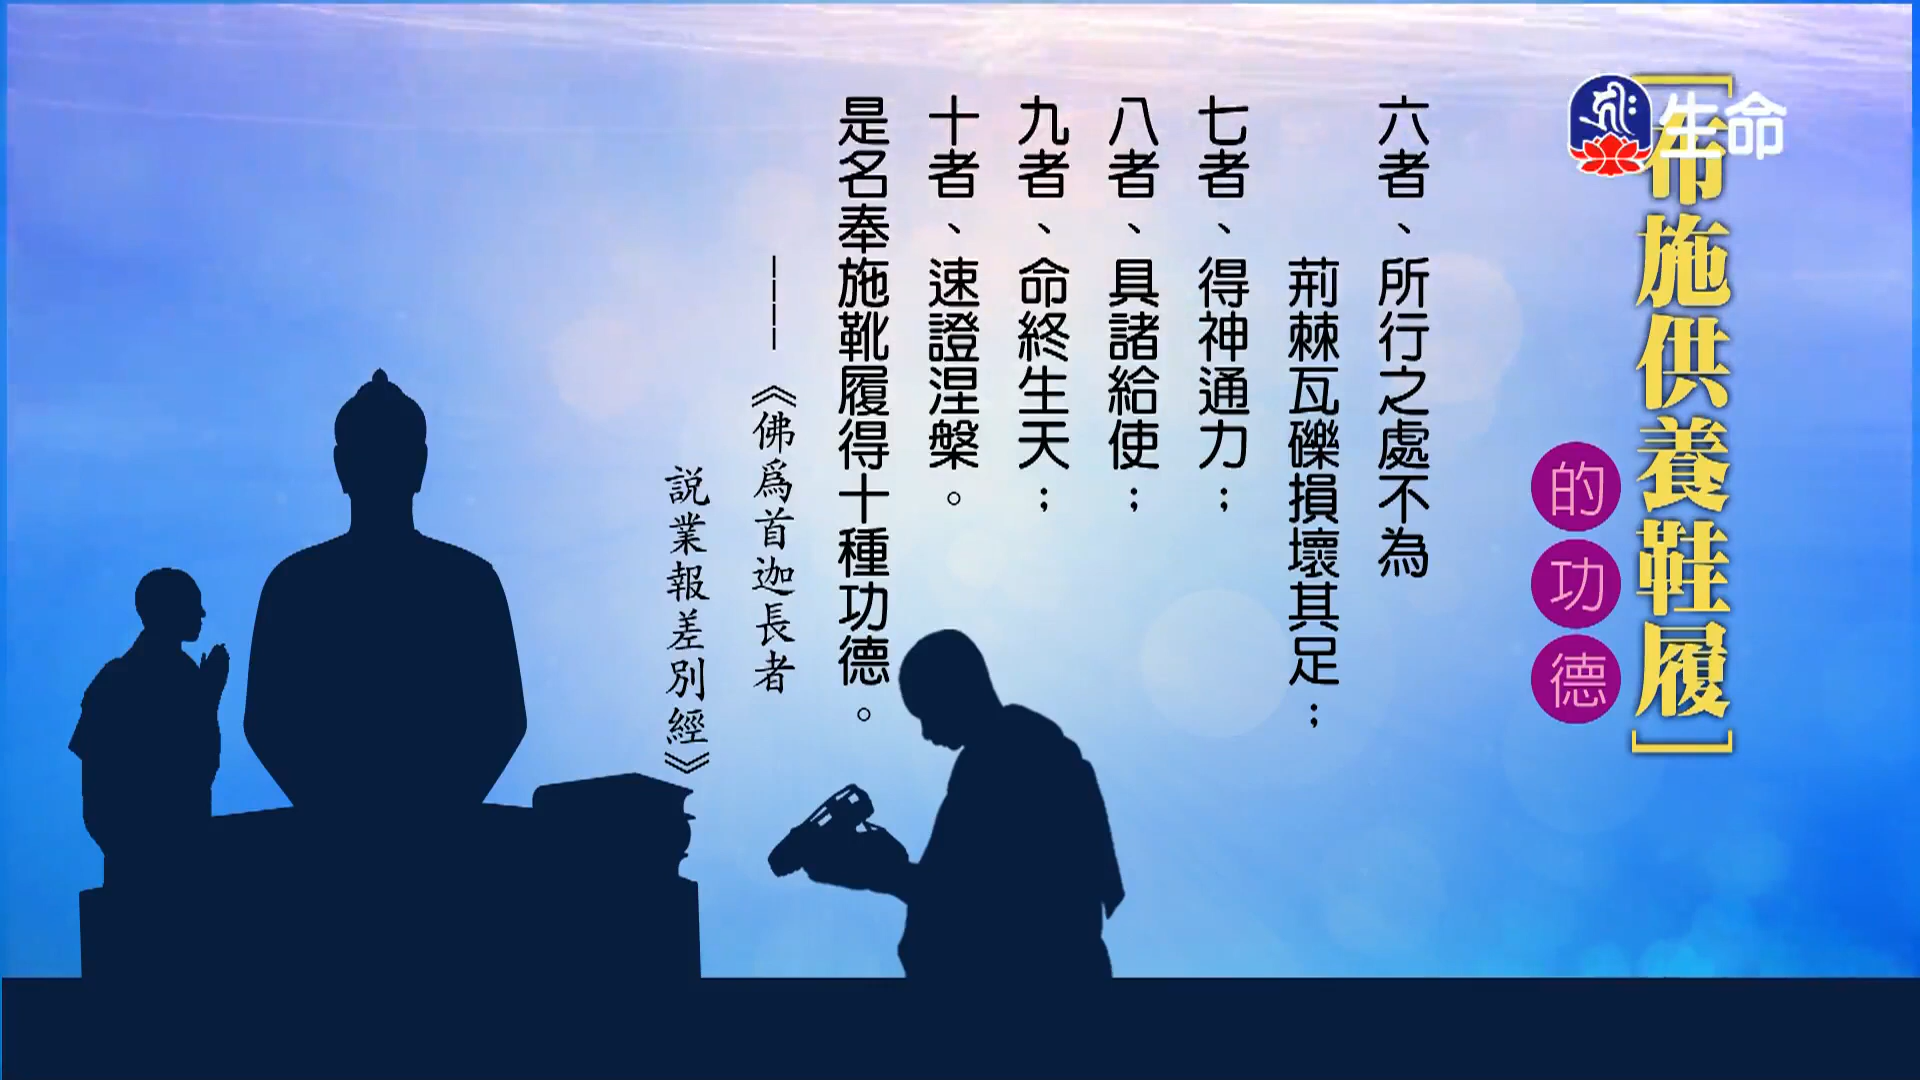 生命
［布施供養鞋履］
的功德
六者、所行之處不為
荊棘瓦礫損壞其足；
七者、得神通力；
八者、具諸給使；
九者、命終生天；
十者、速證涅槃。
是名奉施靴履得十種功德。
————《佛爲首迦長者
説業報差別經》